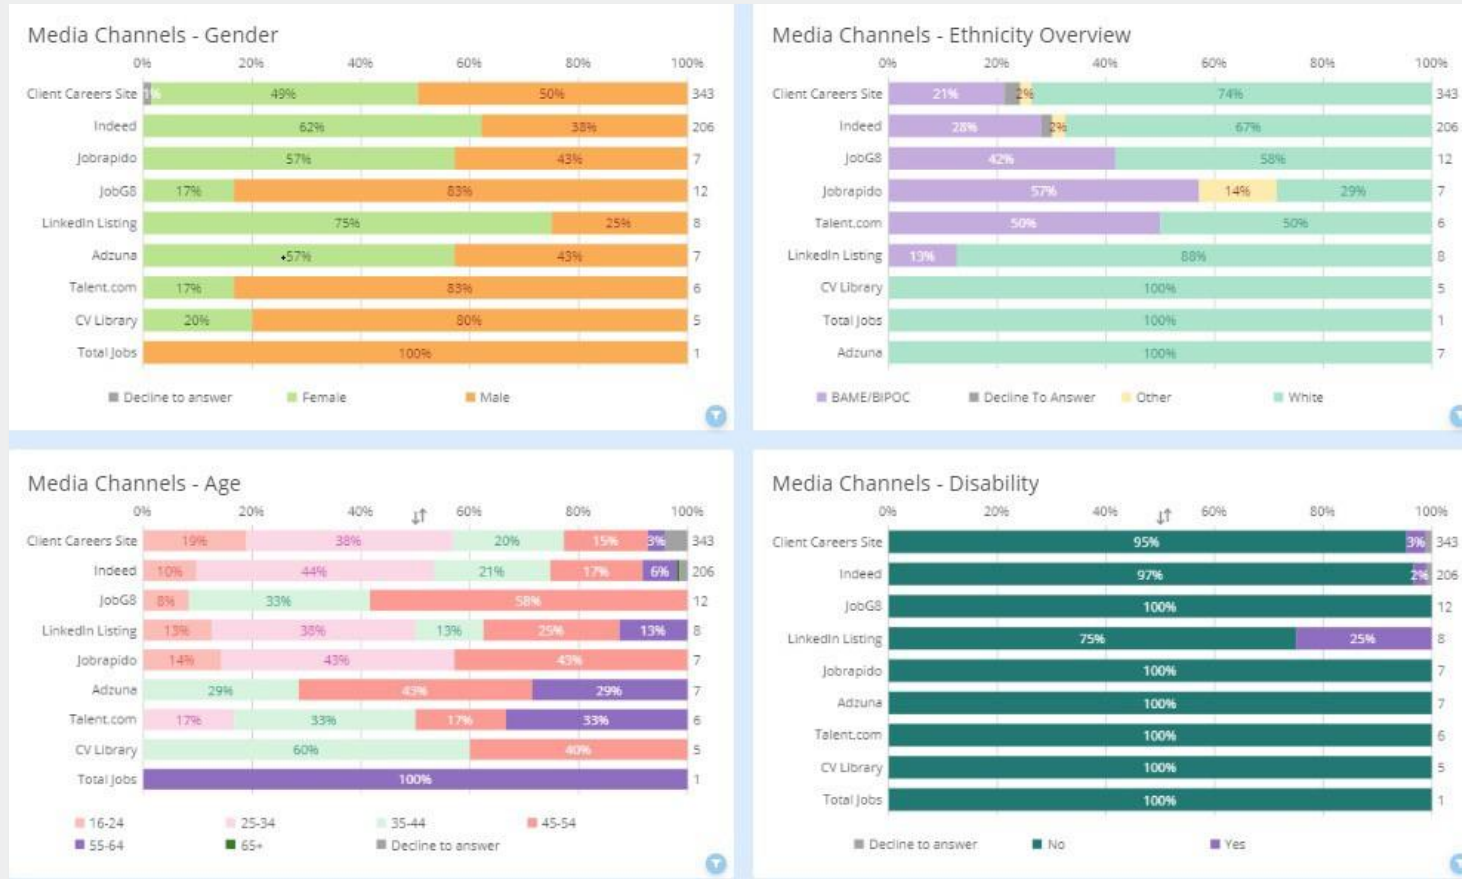 Media Channels - Gender
0% 20% 40% 60% 80% 100%
Client Careers Site 1% 49% 50% 343
Indeed 62% 38% 206
Jobrapido 57% 43% 7
JobG8 17% 83% 12
LinkedIn Listing 75% 25% 8
Adzuna 57% 43% 7
Talent.com 17% 83% 6
CV Library 20% 80% 5
Total Jobs 100% 1
Decline to answer Female Male
Media Channels - Ethnicity Overview
0% 20% 40% 60% 80% 100%
Client Careers Site 21% 2% 74% 343
Indeed 28% 2% 67% 206
JobG8 42% 58% 12
Jobrapido 57% 14% 29% 7
Talent.com 50% 50% 6
LinkedIn Listing 13% 88% 8
CV Library 100% 5
Total Jobs 100% 1
Adzuna 100% 7
BAME/BIPOC Decline To Answer Other White
Media Channels - Age
0% 20% 40% 60% 80% 100%
Client Careers Site 19% 38% 20% 15% 3% 343
Indeed 10% 44% 21% 17% 6% 206
JobG8 8% 33% 58% 12
LinkedIn Listing 13% 38% 13% 25% 13% 8
Jobrapido 14% 43% 43% 7
Adzuna 29% 43% 29% 7
Talent.com 17% 33% 17% 33% 6
CV Library 60% 40% 5
Total Jobs 100% 1
16-24 25-34 35-44 45-54
55-64 65+ Decline to answer
Media Channels - Disability
0% 20% 40% 60% 80% 100%
Client Careers Site 95% 3% 343
Indeed 97% 2% 206
JobG8 100% 12
LinkedIn Listing 75% 25% 8
Jobrapido 100% 7
Adzuna 100% 7
Talent.com 100% 6
CV Library 100% 5
Total Jobs 100% 1
Decline to answer No Yes